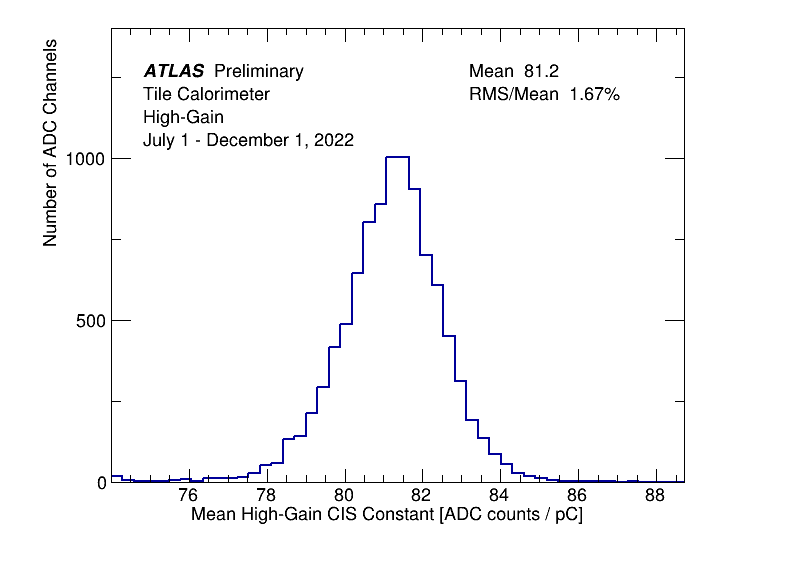 ATLAS Preliminary
Tile Calorimeter
High-Gain
July 1 - December 1, 2022
Mean 81.2
RMS/Mean 1.67%
Number of ADC Channels
1000
500
0
76 78 80 82 84 86 88
Mean High-Gain CIS Constant [ADC counts / pC]